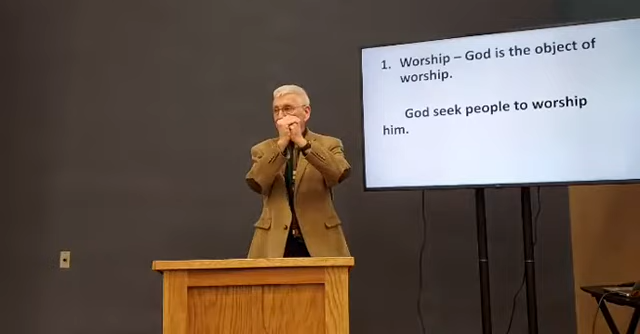 1. Worship – God is the object of
worship.
God seek people to worship
him.